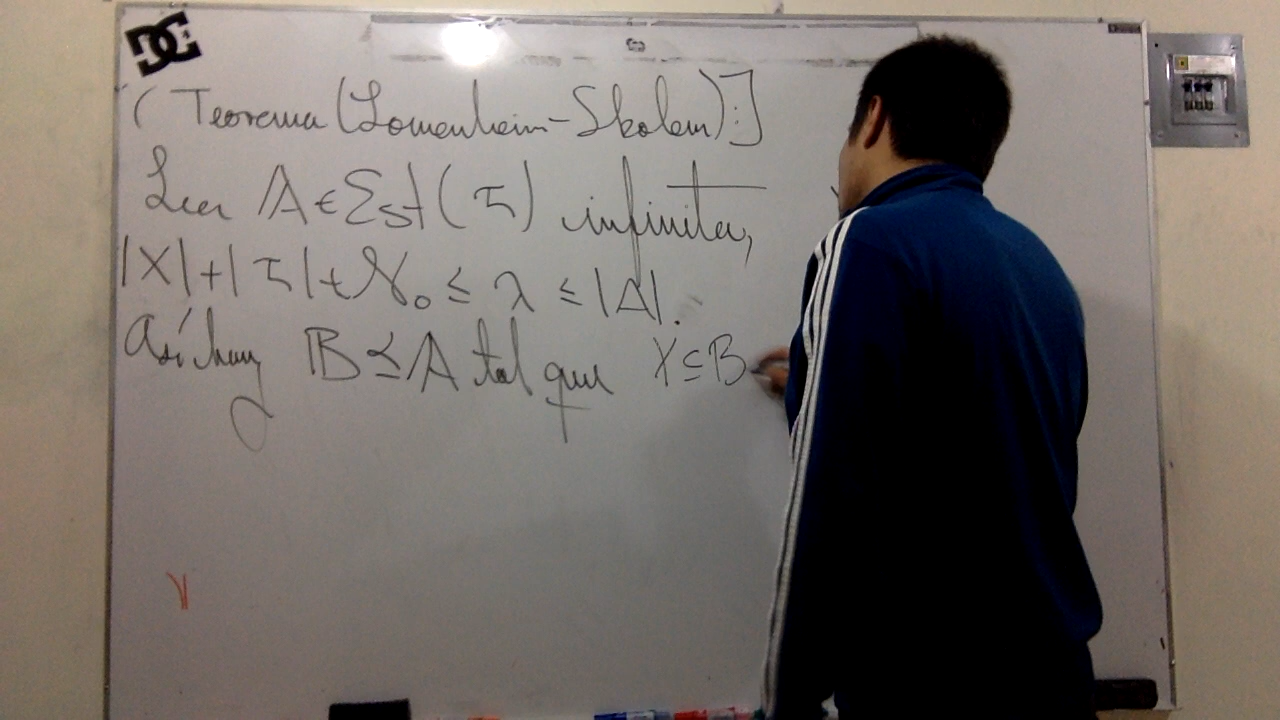 DC
( Teorema (Lowenheim-Skolem):]
Sea 𝔸 ∈ Est(τ) infinita,
|X|+|τ|+ℵ₀ ≤ λ ≤ |A|.
Así hay 𝔹 ≼ 𝔸 tal que X ⊆ B